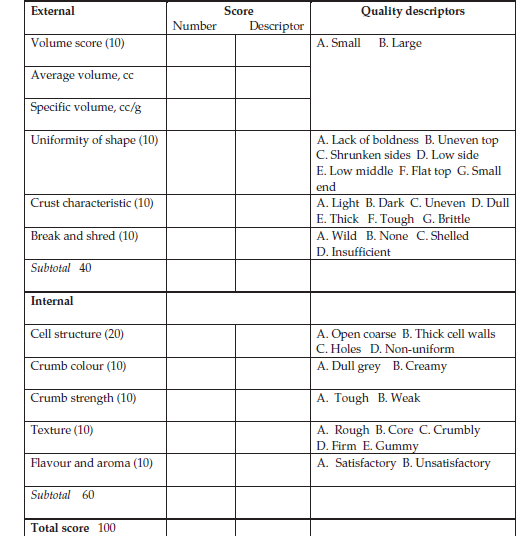 External Score Quality descriptors
Number Descriptor
Volume score (10) A. Small B. Large
Average volume, cc
Specific volume, cc/g
Uniformity of shape (10) A. Lack of boldness B. Uneven top
C. Shrunken sides D. Low side
E. Low middle F. Flat top G. Small
end
Crust characteristic (10) A. Light B. Dark C. Uneven D. Dull
E. Thick F. Tough G. Brittle
Break and shred (10) A. Wild B. None C. Shelled
D. Insufficient
Subtotal 40
Internal
Cell structure (20) A. Open coarse B. Thick cell walls
C. Holes D. Non-uniform
Crumb colour (10) A. Dull grey B. Creamy
Crumb strength (10) A. Tough B. Weak
Texture (10) A. Rough B. Core C. Crumbly
D. Firm E. Gummy
Flavour and aroma (10) A. Satisfactory B. Unsatisfactory
Subtotal 60
Total score 100